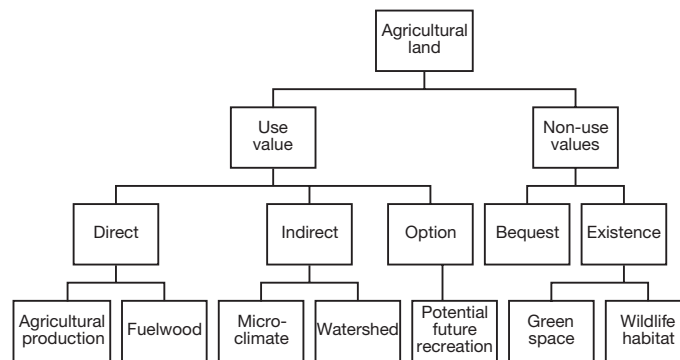 Agricultural
land
Use
value
Non-use
values
Direct
Indirect
Option
Bequest
Existence
Agricultural
production
Fuelwood
Micro-
climate
Watershed
Potential
future
recreation
Green
space
Wildlife
habitat